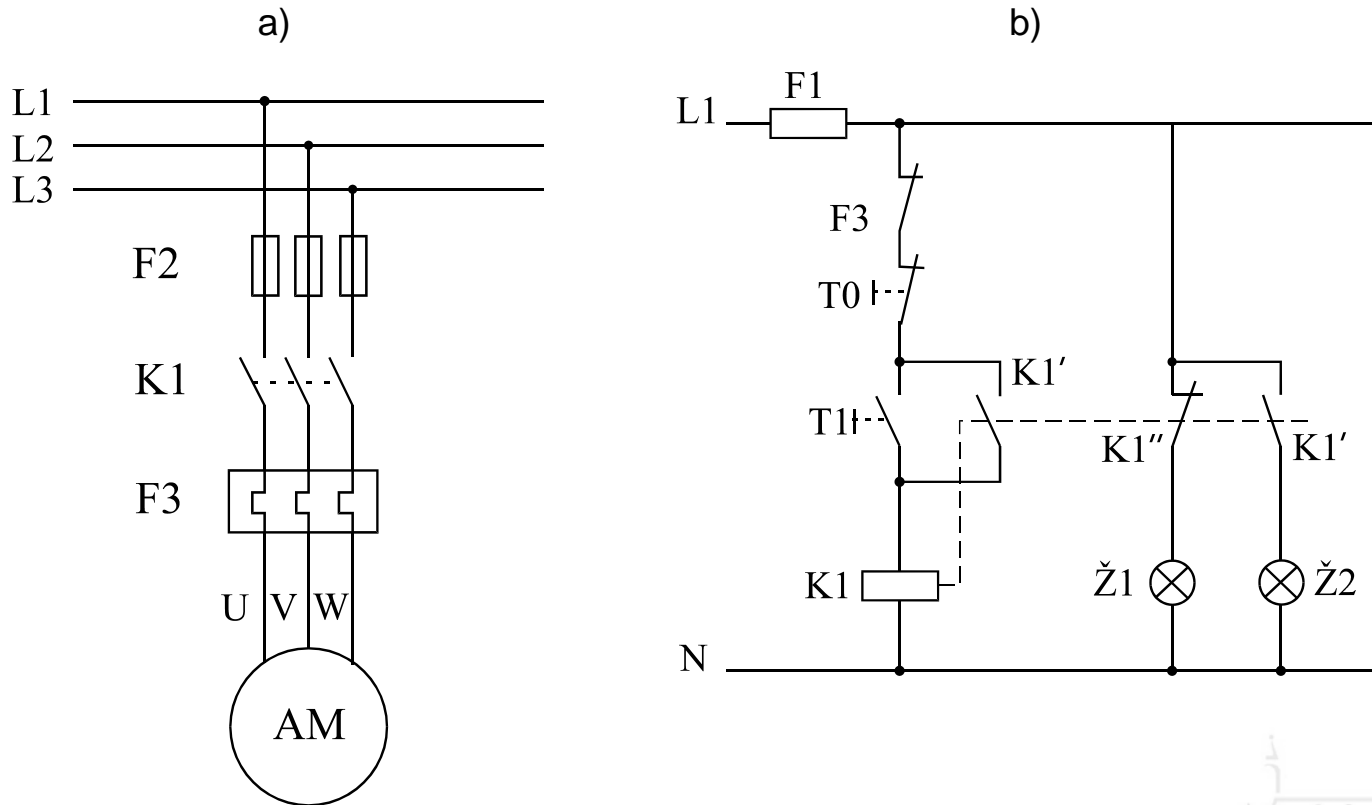 a)
L1
L2
L3
F2
K1
F3
U V W
AM
b)
L1 F1
F3
T0
T1 K1′
K1″ K1′
K1 Ž1 Ž2
N